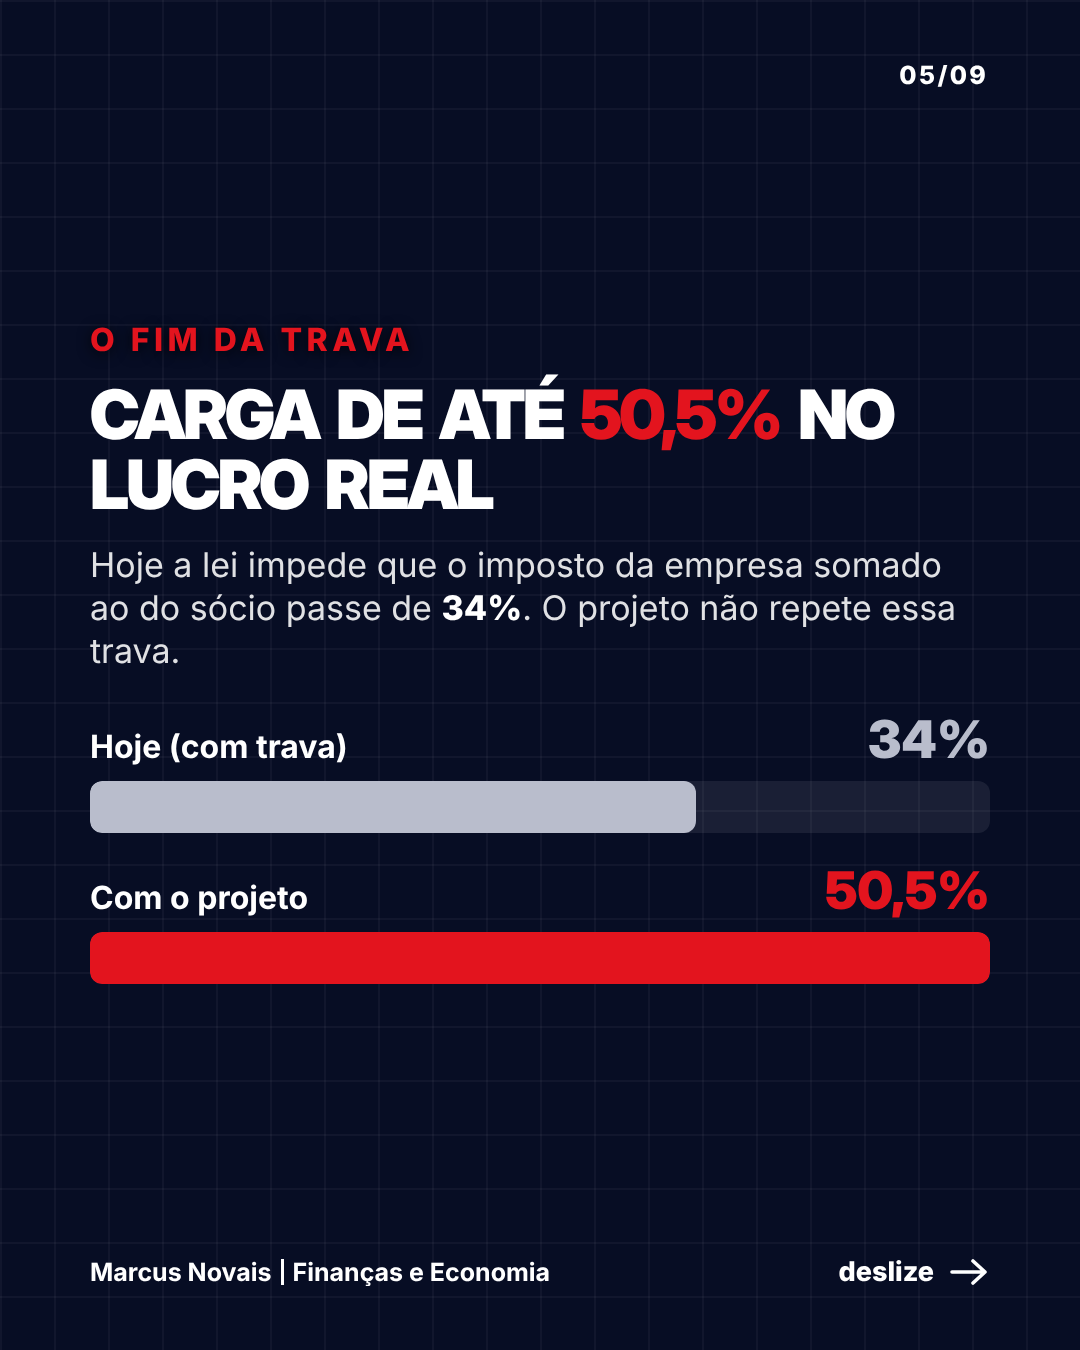 05/09
O FIM DA TRAVA
CARGA DE ATÉ 50,5% NO
LUCRO REAL
Hoje a lei impede que o imposto da empresa somado
ao do sócio passe de 34%. O projeto não repete essa
trava.
Hoje (com trava) 34%
Com o projeto 50,5%
Marcus Novais | Finanças e Economia deslize →